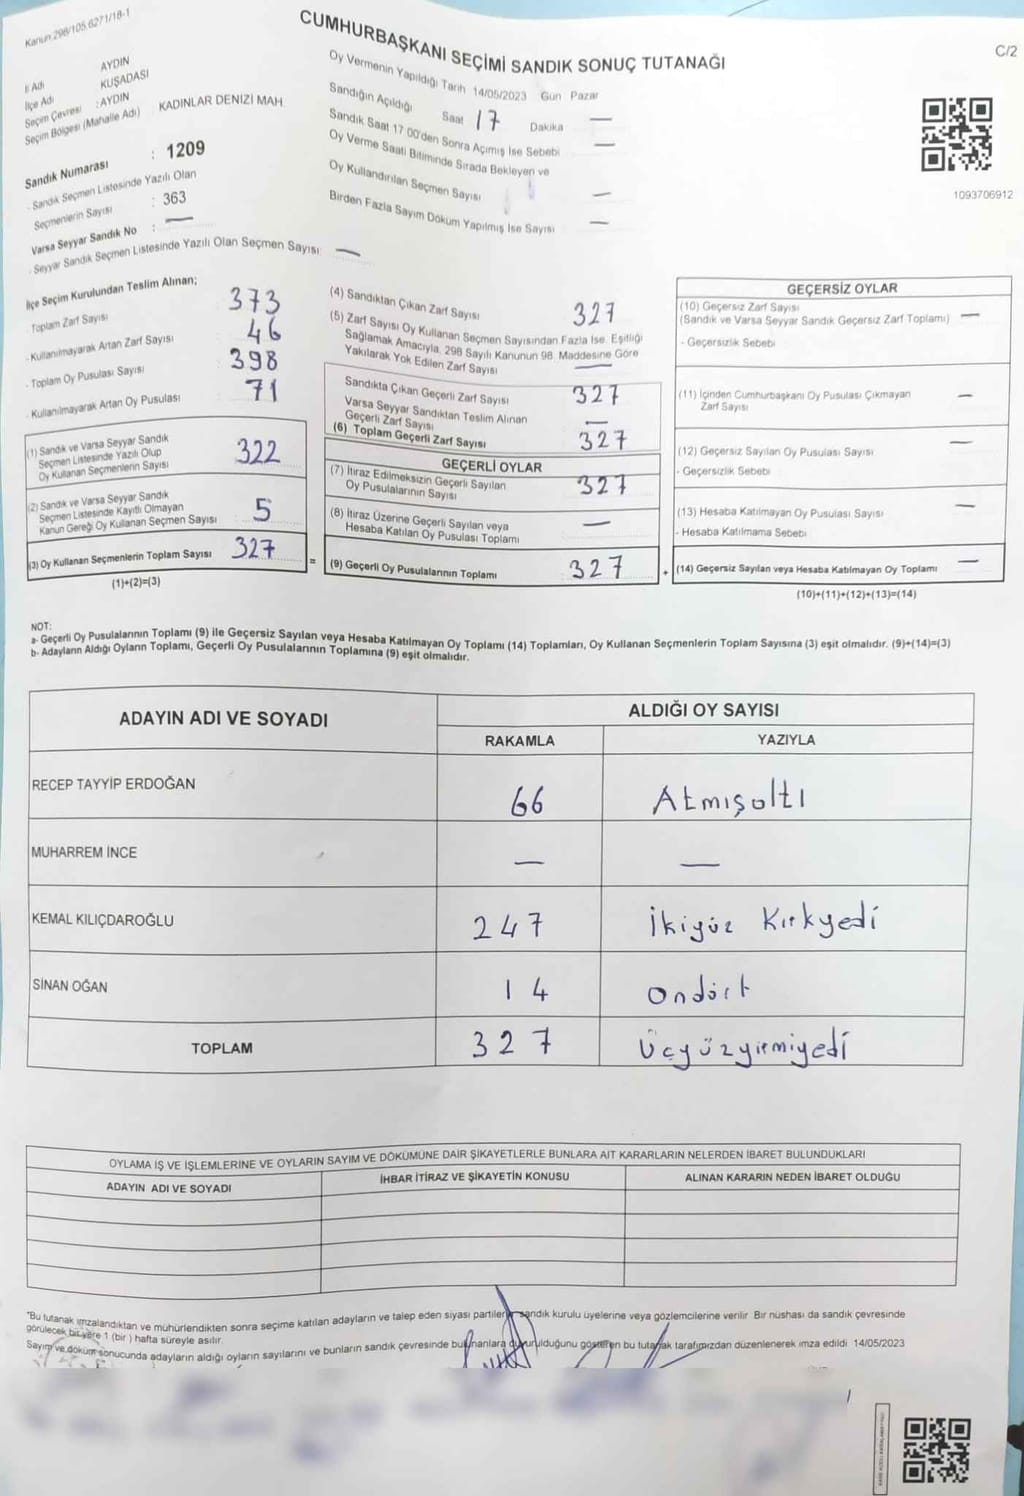 Kanun.298/105.6271/18-1
CUMHURBAŞKANI SEÇİMİ SANDIK SONUÇ TUTANAĞI
C/2
İl Adı AYDIN
İlçe Adı KUŞADASI
Seçim Çevresi : AYDIN
Seçim Bölgesi (Mahalle Adı) KADINLAR DENİZİ MAH.
Sandık Numarası : 1209
- Sandık Seçmen Listesinde Yazılı Olan
Seçmenlerin Sayısı : 363
Varsa Seyyar Sandık No : —
- Seyyar Sandık Seçmen Listesinde Yazılı Olan Seçmen Sayısı: —
Oy Vermenin Yapıldığı Tarih 14/05/2023 Gün Pazar
Sandığın Açıldığı Saat 17 Dakika —
Sandık Saat 17 00'den Sonra Açımış İse Sebebi —
Oy Verme Saati Bitiminde Sırada Bekleyen ve
Oy Kullandırılan Seçmen Sayısı —
Birden Fazla Sayım Döküm Yapılmış İse Sayısı —
1093706912
İlçe Seçim Kurulundan Teslim Alınan;
- Toplam Zarf Sayısı 373
- Kullanılmayarak Artan Zarf Sayısı 46
- Toplam Oy Pusulası Sayısı 398
- Kullanılmayarak Artan Oy Pusulası 71
(1) Sandık ve Varsa Seyyar Sandık
Seçmen Listesinde Yazılı Olup
Oy Kullanan Seçmenlerin Sayısı 322
(2) Sandık ve Varsa Seyyar Sandık
Seçmen Listesinde Kayıtlı Olmayan
Kanun Gereği Oy Kullanan Seçmen Sayısı 5
(3) Oy Kullanan Seçmenlerin Toplam Sayısı 327
(1)+(2)=(3)
=
(4) Sandıktan Çıkan Zarf Sayısı 327
(5) Zarf Sayısı Oy Kullanan Seçmen Sayısından Fazla İse, Eşitliği
Sağlamak Amacıyla, 298 Sayılı Kanunun 98. Maddesine Göre
Yakılarak Yok Edilen Zarf Sayısı —
Sandıkta Çıkan Geçerli Zarf Sayısı 327
Varsa Seyyar Sandıktan Teslim Alınan
Geçerli Zarf Sayısı —
(6) Toplam Geçerli Zarf Sayısı 327
GEÇERLİ OYLAR
(7) İtiraz Edilmeksizin Geçerli Sayılan
Oy Pusulalarının Sayısı 327
(8) İtiraz Üzerine Geçerli Sayılan veya
Hesaba Katılan Oy Pusulası Toplamı —
(9) Geçerli Oy Pusulalarının Toplamı 327
+
GEÇERSİZ OYLAR
(10) Geçersiz Zarf Sayısı —
(Sandık ve Varsa Seyyar Sandık Geçersiz Zarf Toplamı)
- Geçersizlik Sebebi
(11) İçinden Cumhurbaşkanı Oy Pusulası Çıkmayan
Zarf Sayısı —
(12) Geçersiz Sayılan Oy Pusulası Sayısı —
- Geçersizlik Sebebi
(13) Hesaba Katılmayan Oy Pusulası Sayısı —
- Hesaba Katılmama Sebebi
(14) Geçersiz Sayılan veya Hesaba Katılmayan Oy Toplamı —
(10)+(11)+(12)+(13)=(14)
NOT:
a- Geçerli Oy Pusulalarının Toplamı (9) ile Geçersiz Sayılan veya Hesaba Katılmayan Oy Toplamı (14) Toplamları, Oy Kullanan Seçmenlerin Toplam Sayısına (3) eşit olmalıdır. (9)+(14)=(3)
b- Adayların Aldığı Oyların Toplamı, Geçerli Oy Pusulalarının Toplamına (9) eşit olmalıdır.
ADAYIN ADI VE SOYADI ALDIĞI OY SAYISI
RAKAMLA YAZIYLA
RECEP TAYYİP ERDOĞAN 66 Atmışaltı
MUHARREM İNCE — —
KEMAL KILIÇDAROĞLU 247 İkiyüz Kırkyedi
SİNAN OĞAN 14 Ondört
TOPLAM 327 Üçyüzyirmiyedi
OYLAMA İŞ VE İŞLEMLERİNE VE OYLARIN SAYIM VE DÖKÜMÜNE DAİR ŞİKAYETLERLE BUNLARA AİT KARARLARIN NELERDEN İBARET BULUNDUKLARI
ADAYIN ADI VE SOYADI İHBAR İTİRAZ VE ŞİKAYETİN KONUSU ALINAN KARARIN NEDEN İBARET OLDUĞU
*Bu tutanak imzalandıktan ve mühürlendikten sonra seçime katılan adayların ve talep eden siyasi partilerin sandık kurulu üyelerine veya gözlemcilerine verilir. Bir nüshası da sandık çevresinde
görülecek bir yere 1 (bir ) hafta süreyle asılır.
Sayım ve döküm sonucunda adayların aldığı oyların sayılarını ve bunların sandık çevresinde bulunanlara duyurulduğunu gösteren bu tutanak tarafımızdan düzenlenerek imza edildi 14/05/2023